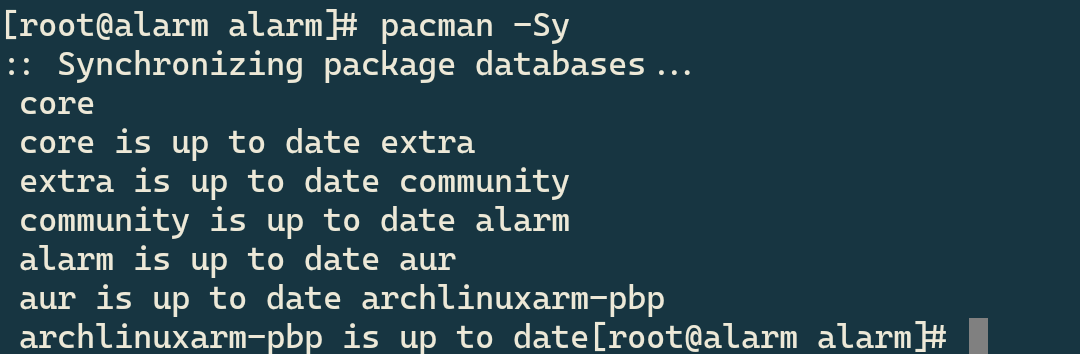 [root@alarm alarm]# pacman -Sy
:: Synchronizing package databases...
 core
 core is up to date extra
 extra is up to date community
 community is up to date alarm
 alarm is up to date aur
 aur is up to date archlinuxarm-pbp
 archlinuxarm-pbp is up to date[root@alarm alarm]#